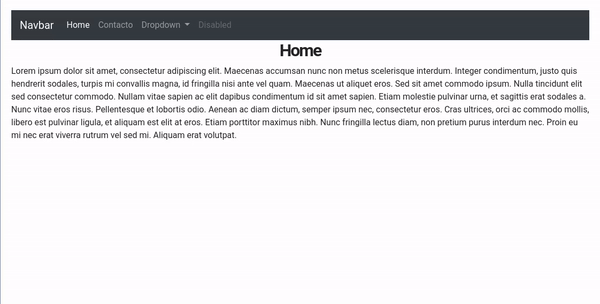 Navbar Home Contacto Dropdown Disabled
Home
Lorem ipsum dolor sit amet, consectetur adipiscing elit. Maecenas accumsan nunc non metus scelerisque interdum. Integer condimentum, justo quis
hendrerit sodales, turpis mi convallis magna, id fringilla nisi ante vel quam. Maecenas ut aliquet eros. Sed sit amet commodo ipsum. Nulla tincidunt elit
sed consectetur commodo. Nullam vitae sapien ac elit dapibus condimentum id sit amet sapien. Etiam molestie pulvinar urna, et sagittis erat sodales a.
Nunc vitae eros risus. Pellentesque et lobortis odio. Aenean ac diam dictum, semper ipsum nec, consectetur eros. Cras ultrices, orci ac commodo mollis,
libero est pulvinar ligula, et aliquam est elit at eros. Etiam porttitor maximus nibh. Nunc fringilla lectus diam, non pretium purus interdum nec. Proin eu
mi nec erat viverra rutrum vel sed mi. Aliquam erat volutpat.